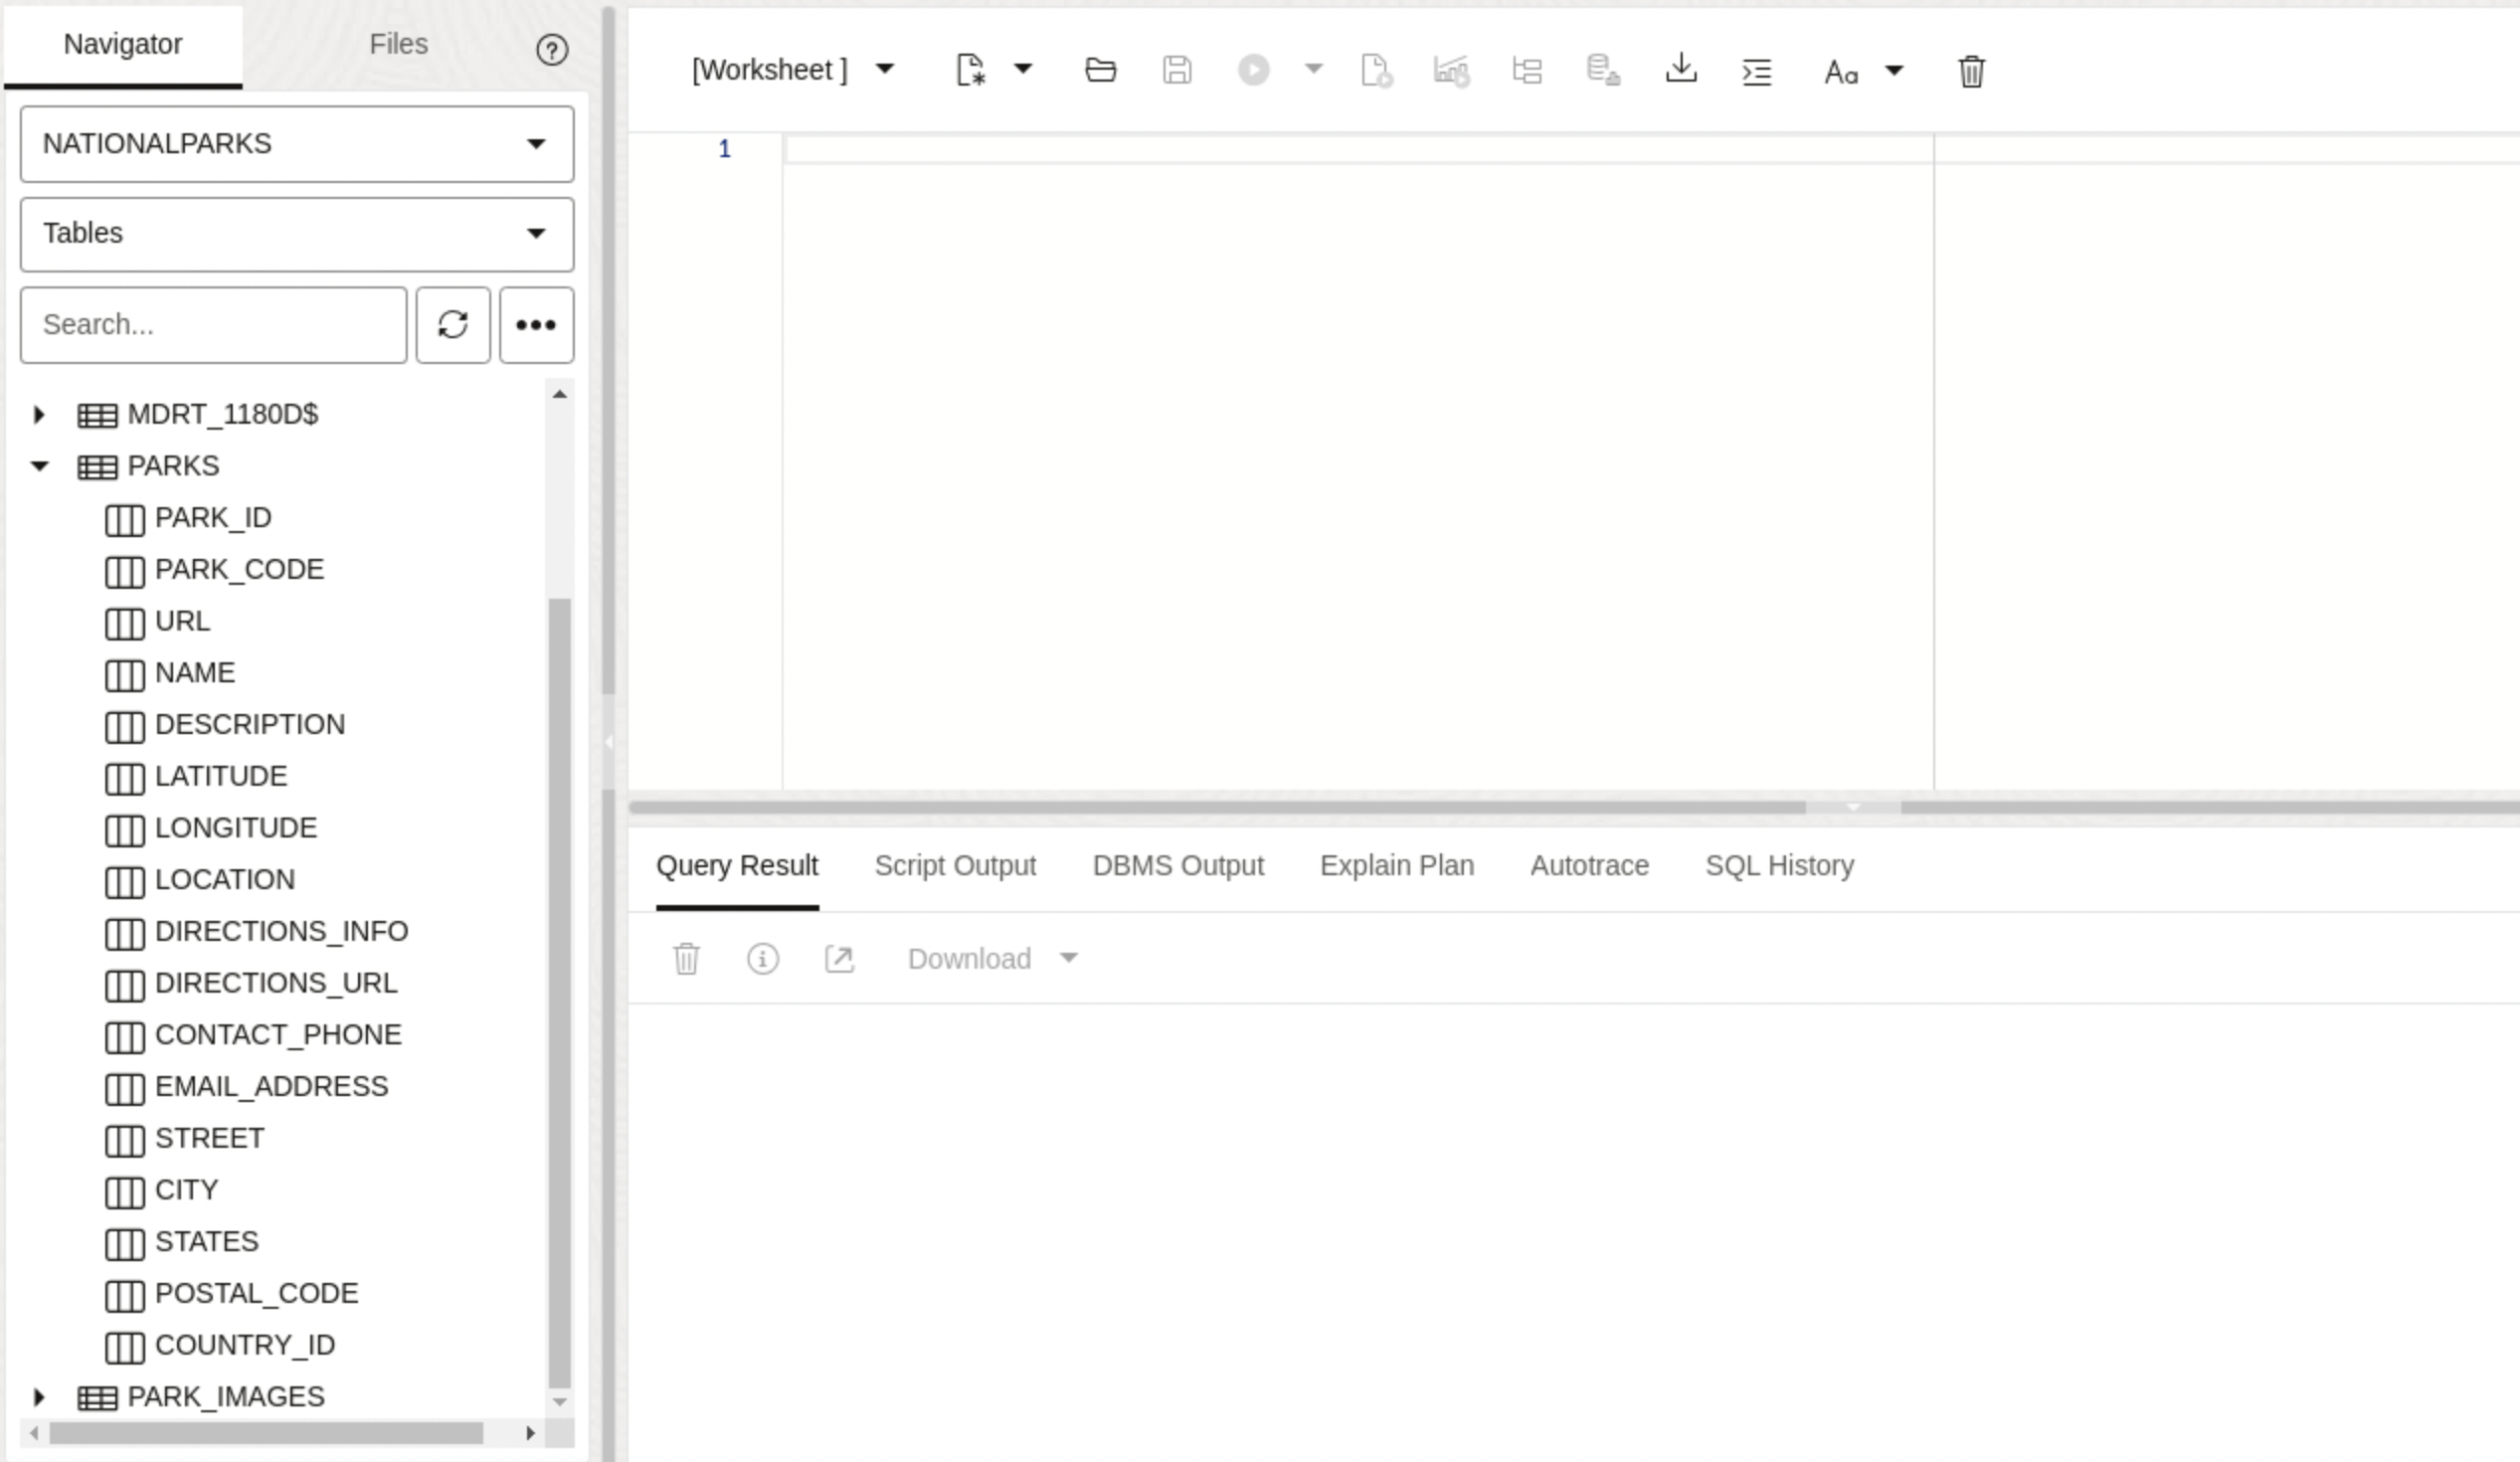 Navigator Files
[Worksheet ]
NATIONALPARKS
Tables
Search...
MDRT_1180D$
PARKS
PARK_ID
PARK_CODE
URL
NAME
DESCRIPTION
LATITUDE
LONGITUDE
LOCATION
DIRECTIONS_INFO
DIRECTIONS_URL
CONTACT_PHONE
EMAIL_ADDRESS
STREET
CITY
STATES
POSTAL_CODE
COUNTRY_ID
PARK_IMAGES
Aa
1
Query Result Script Output DBMS Output Explain Plan Autotrace SQL History
Download